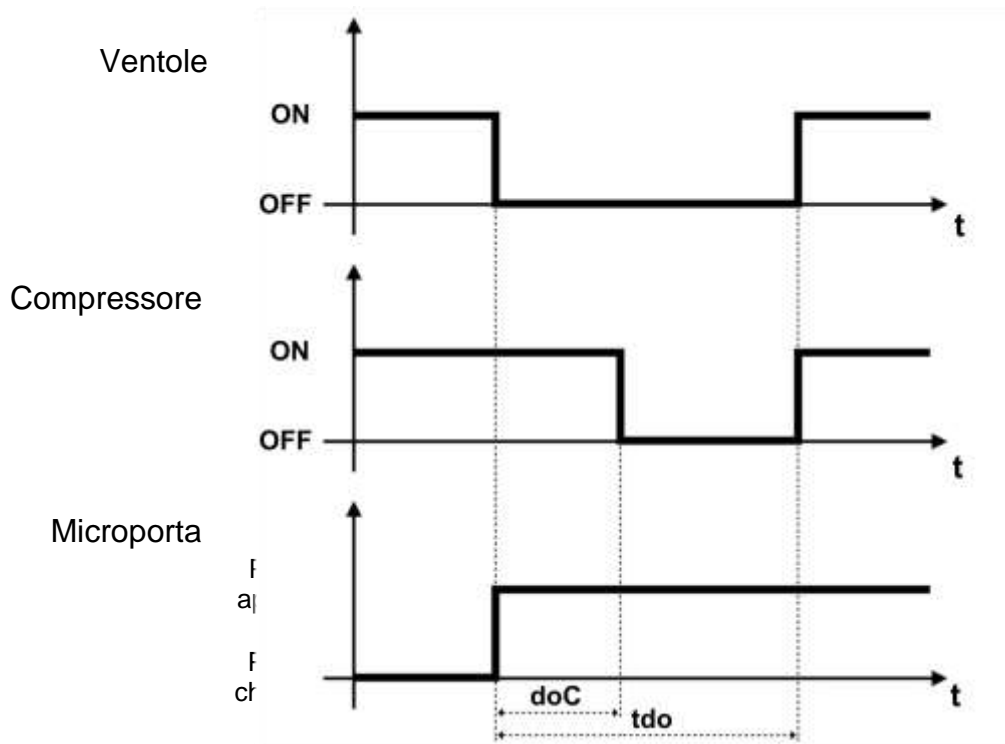 Ventole
ON
OFF
t
Compressore
ON
OFF
t
Microporta
t
doC
tdo